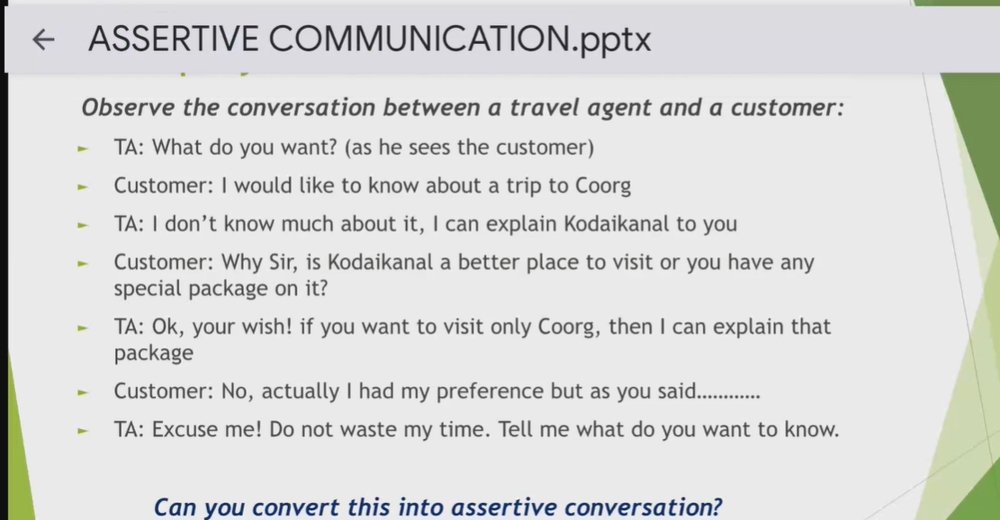 ASSERTIVE COMMUNICATION.pptx
Observe the conversation between a travel agent and a customer:
TA: What do you want? (as he sees the customer)
Customer: I would like to know about a trip to Coorg
TA: I don't know much about it, I can explain Kodaikanal to you
Customer: Why Sir, is Kodaikanal a better place to visit or you have any
special package on it?
TA: Ok, your wish! if you want to visit only Coorg, then I can explain that
package
Customer: No, actually I had my preference but as you said............
TA: Excuse me! Do not waste my time. Tell me what do you want to know.
Can you convert this into assertive conversation?